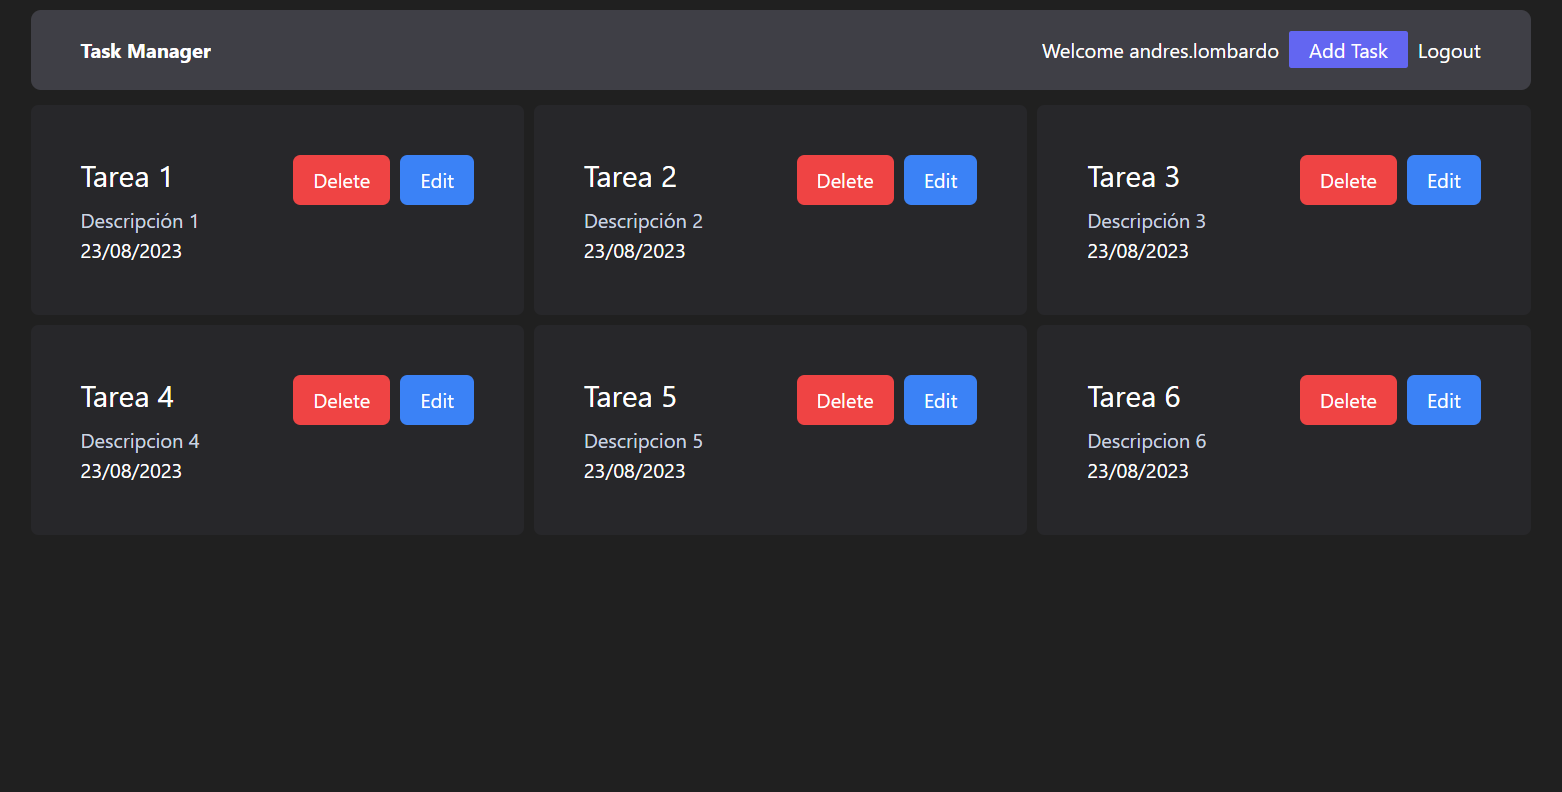 Task Manager
Welcome andres.lombardo Add Task Logout
Tarea 1 Delete Edit
Descripción 1
23/08/2023
Tarea 2 Delete Edit
Descripción 2
23/08/2023
Tarea 3 Delete Edit
Descripción 3
23/08/2023
Tarea 4 Delete Edit
Descripcion 4
23/08/2023
Tarea 5 Delete Edit
Descripcion 5
23/08/2023
Tarea 6 Delete Edit
Descripcion 6
23/08/2023